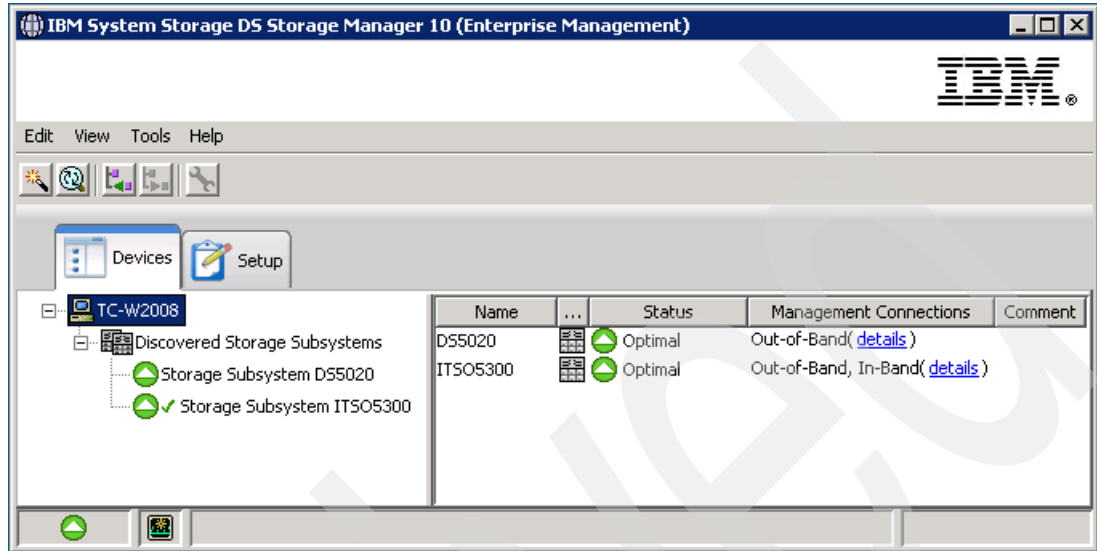 IBM System Storage DS Storage Manager 10 (Enterprise Management)
IBM®
Edit View Tools Help
Devices Setup
TC-W2008
Discovered Storage Subsystems
Storage Subsystem DS5020
Storage Subsystem ITSO5300
Name ... Status Management Connections Comment
DS5020 Optimal Out-of-Band( details )
ITSO5300 Optimal Out-of-Band, In-Band( details )